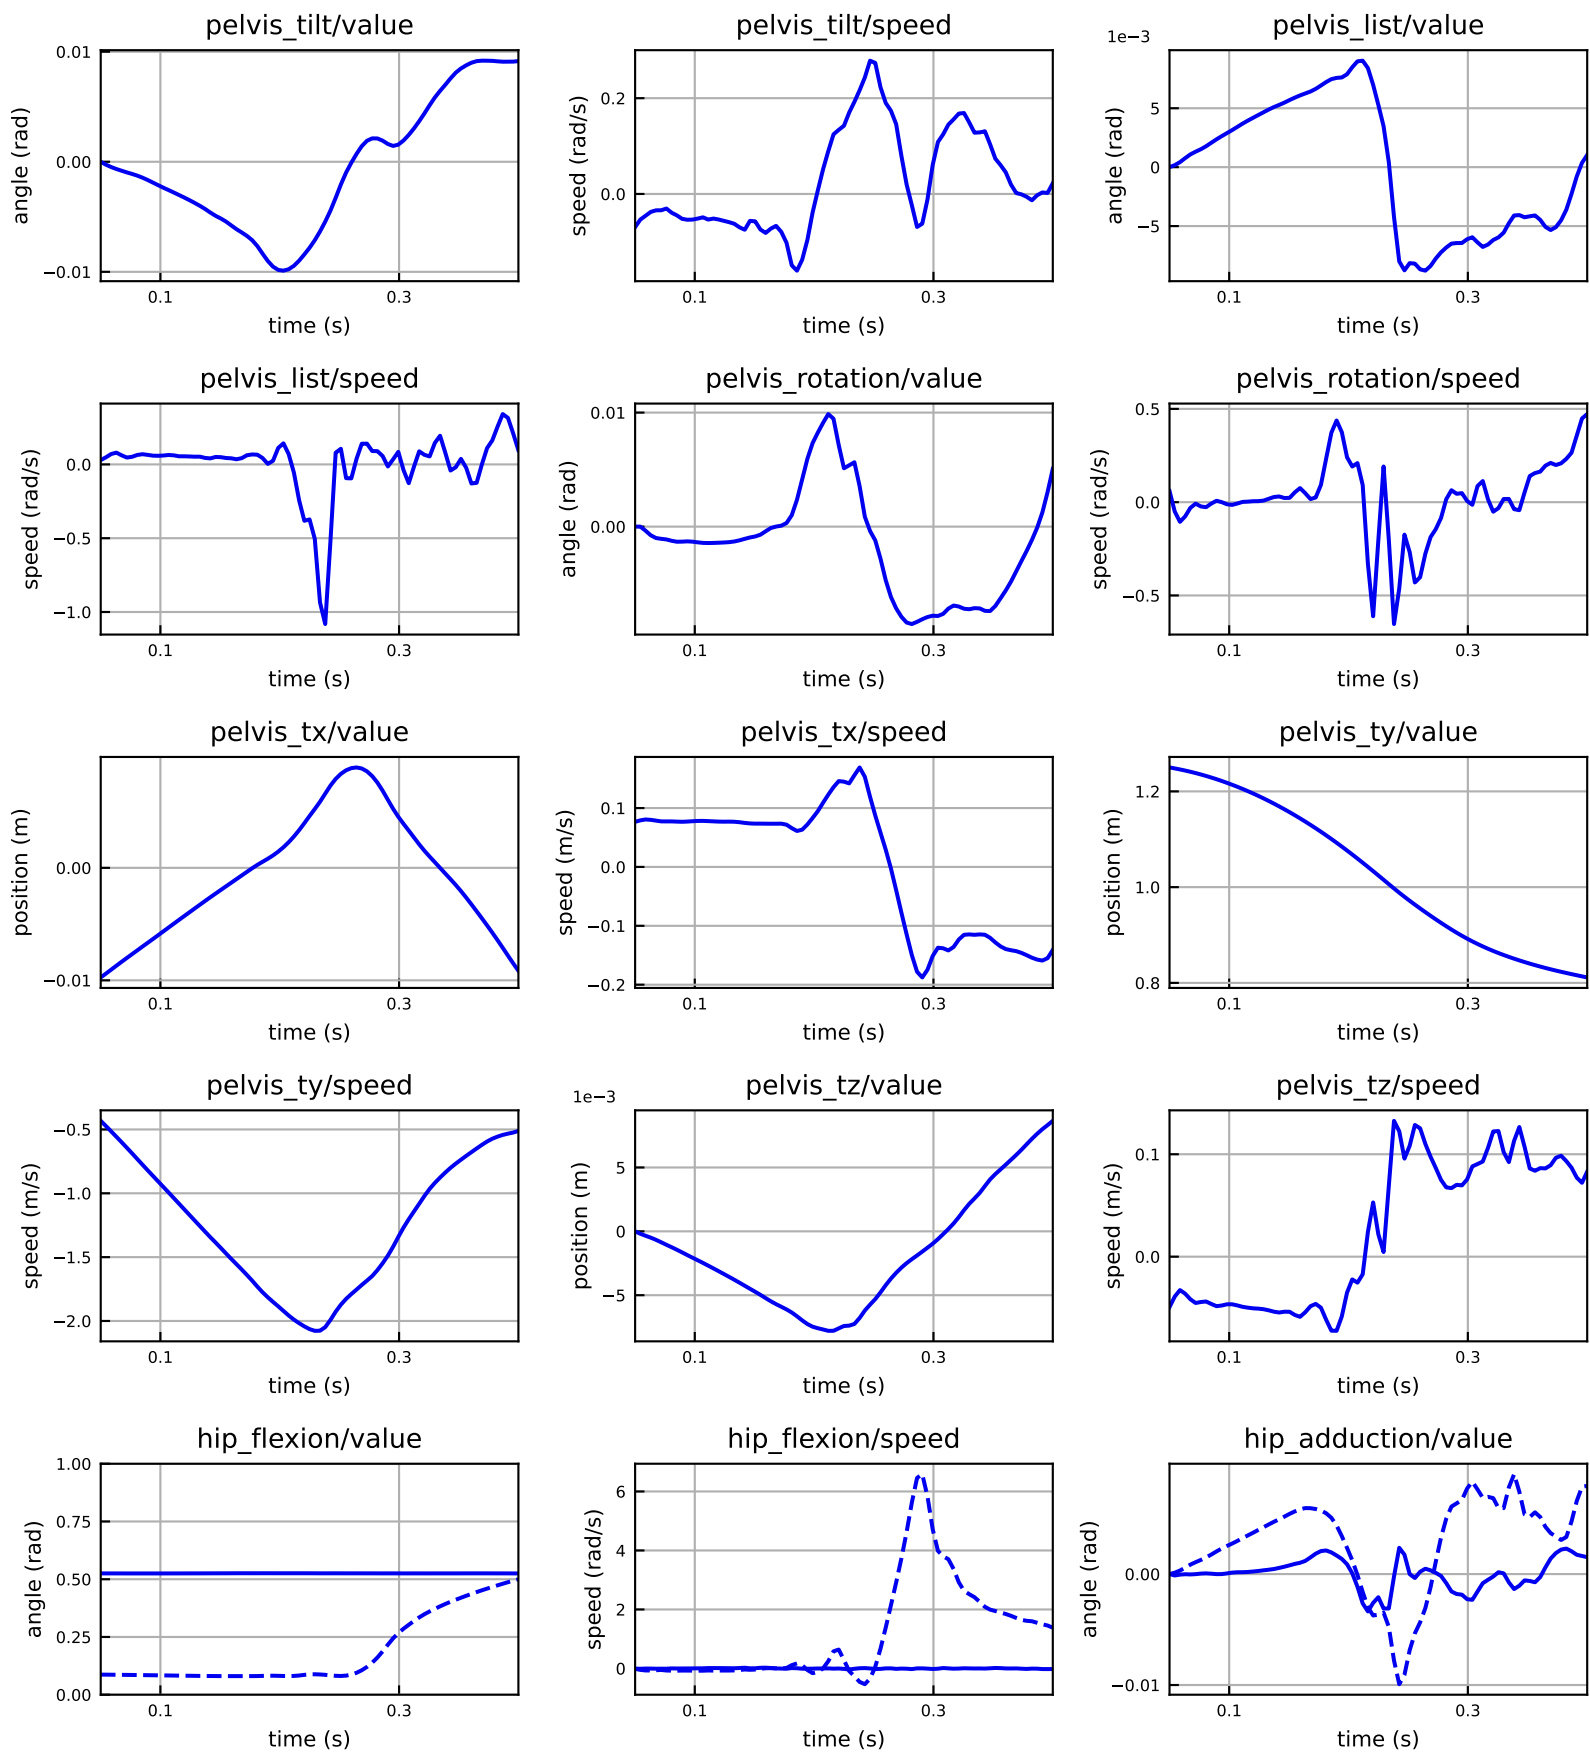 pelvis_tilt/value
0.01
0.00
−0.01
angle (rad)
0.1
0.3
time (s)
pelvis_tilt/speed
0.2
0.0
speed (rad/s)
0.1
0.3
time (s)
pelvis_list/value
1e−3
5
0
−5
angle (rad)
0.1
0.3
time (s)
pelvis_list/speed
0.0
−0.5
−1.0
speed (rad/s)
0.1
0.3
time (s)
pelvis_rotation/value
0.01
0.00
angle (rad)
0.1
0.3
time (s)
pelvis_rotation/speed
0.5
0.0
−0.5
speed (rad/s)
0.1
0.3
time (s)
pelvis_tx/value
0.00
−0.01
position (m)
0.1
0.3
time (s)
pelvis_tx/speed
0.1
0.0
−0.1
−0.2
speed (m/s)
0.1
0.3
time (s)
pelvis_ty/value
1.2
1.0
0.8
position (m)
0.1
0.3
time (s)
pelvis_ty/speed
−0.5
−1.0
−1.5
−2.0
speed (m/s)
0.1
0.3
time (s)
pelvis_tz/value
1e−3
5
0
−5
position (m)
0.1
0.3
time (s)
pelvis_tz/speed
0.1
0.0
speed (m/s)
0.1
0.3
time (s)
hip_flexion/value
1.00
0.75
0.50
0.25
0.00
angle (rad)
0.1
0.3
time (s)
hip_flexion/speed
6
4
2
0
speed (rad/s)
0.1
0.3
time (s)
hip_adduction/value
0.00
−0.01
angle (rad)
0.1
0.3
time (s)